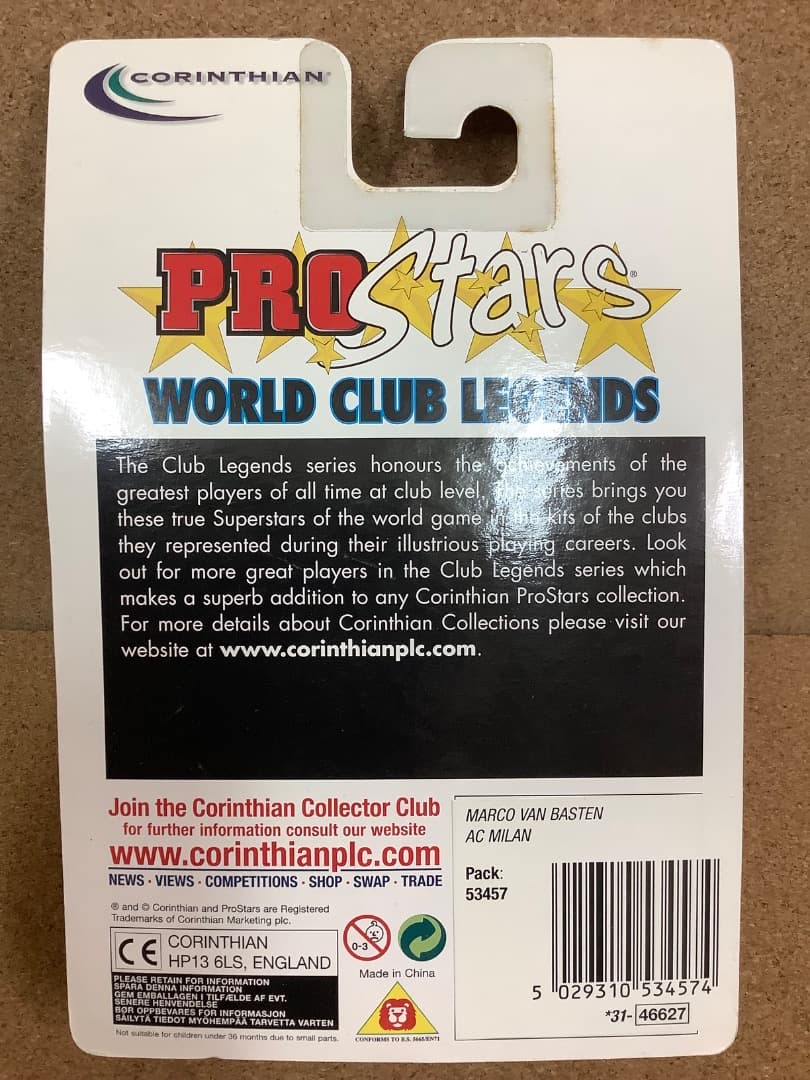 CORINTHIAN
PROStars®
WORLD CLUB LEGENDS
The Club Legends series honours the achievements of the
greatest players of all time at club level, the series brings you
these true Superstars of the world game in the kits of the clubs
they represented during their illustrious playing careers. Look
out for more great players in the Club Legends series which
makes a superb addition to any Corinthian ProStars collection.
For more details about Corinthian Collections please visit our
website at www.corinthianplc.com.
Join the Corinthian Collector Club
for further information consult our website
www.corinthianplc.com
NEWS · VIEWS · COMPETITIONS · SHOP · SWAP · TRADE
® and © Corinthian and ProStars are Registered
Trademarks of Corinthian Marketing plc.
CE CORINTHIAN
HP13 6LS, ENGLAND
PLEASE RETAIN FOR INFORMATION
SPARA DENNA INFORMATION
GEM EMBALLAGEN I TILFÆLDE AF EVT.
SENERE HENVENDELSE
BØR OPPBEVARES FOR INFORMASJON
SÄILYTÄ TIEDOT MYÖHEMPÄÄ TARVETTA VARTEN
Not suitable for children under 36 months due to small parts.
0-3
Made in China
CONFORMS TO B.S. 5665/EN71
MARCO VAN BASTEN
AC MILAN
Pack:
53457
5 029310 534574
*31- 46627